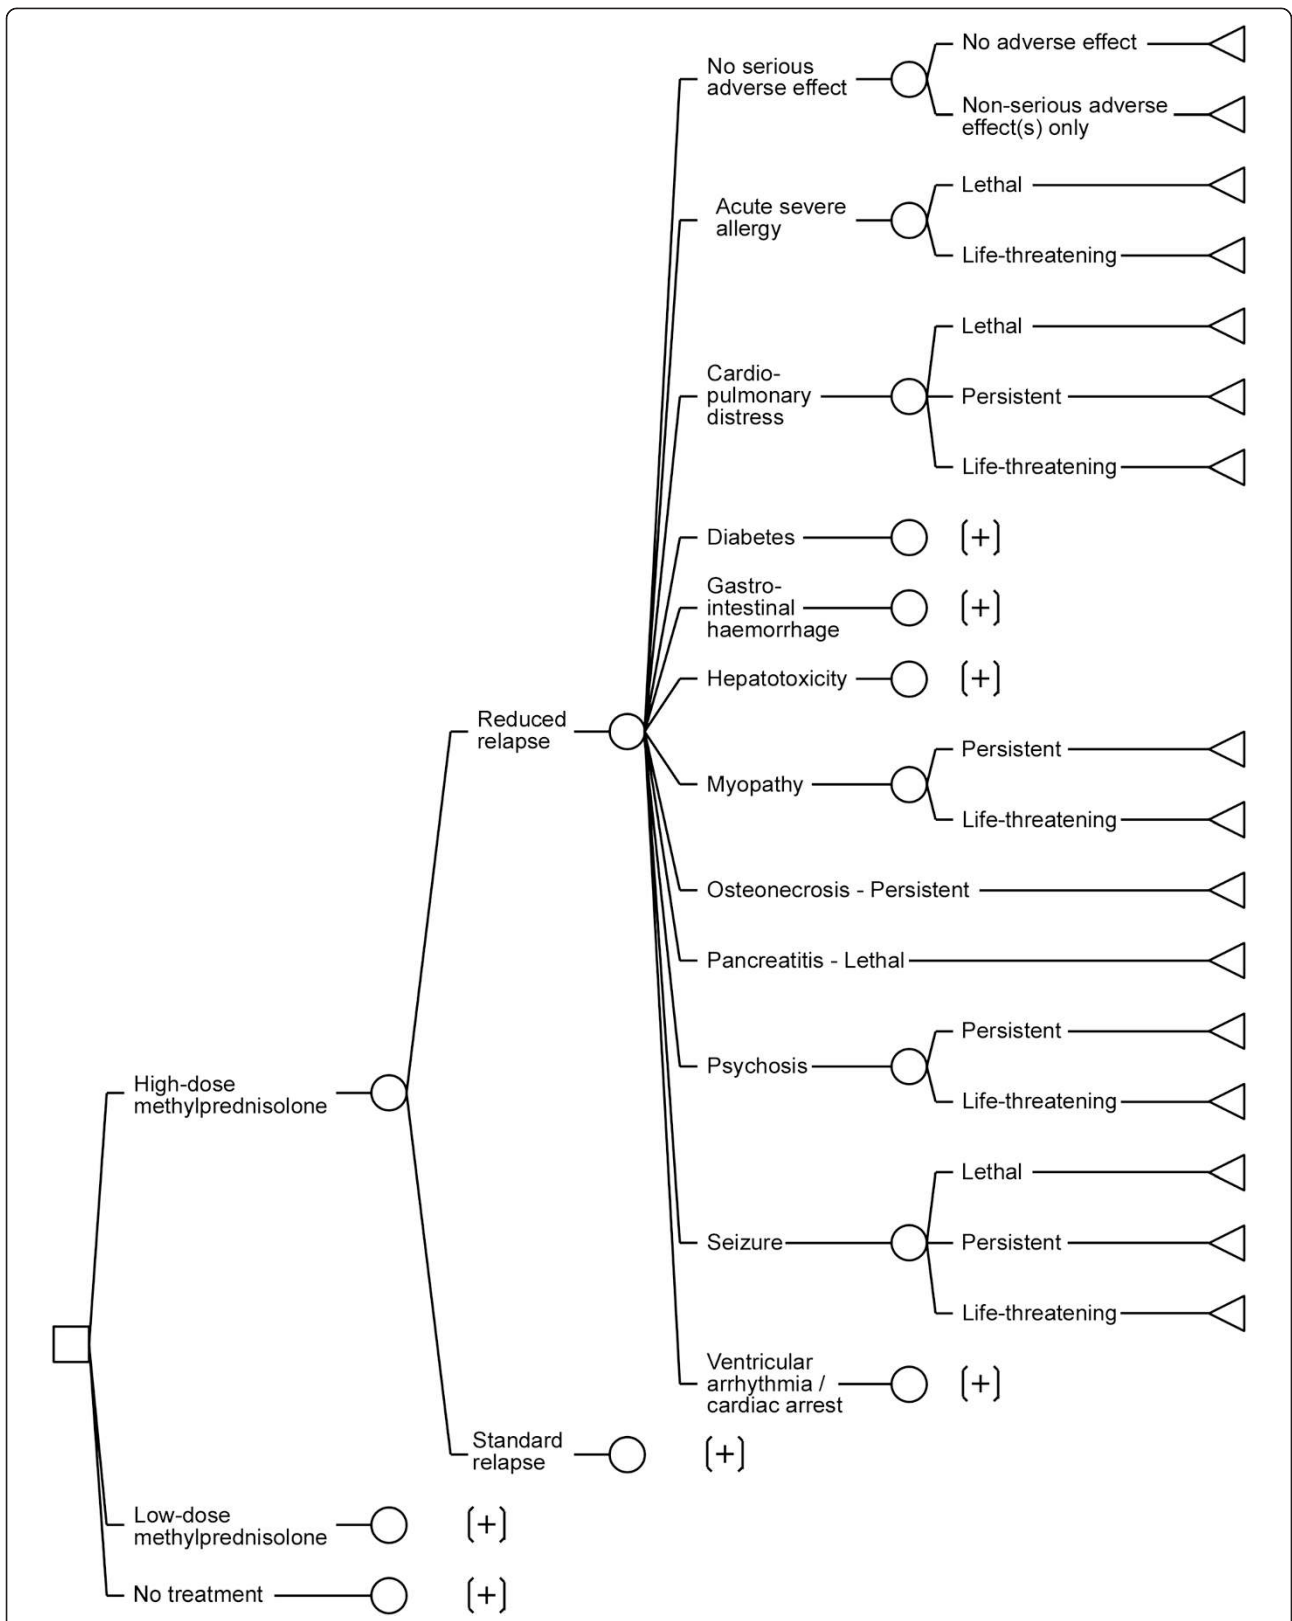 No adverse effect
No serious
adverse effect
Non-serious adverse
effect(s) only
Lethal
Acute severe
allergy
Life-threatening
Lethal
Cardio-
pulmonary
distress
Persistent
Life-threatening
Diabetes
[+]
Gastro-
intestinal
haemorrhage
[+]
Hepatotoxicity
[+]
Reduced
relapse
Persistent
Myopathy
Life-threatening
Osteonecrosis - Persistent
Pancreatitis - Lethal
Persistent
Psychosis
Life-threatening
High-dose
methylprednisolone
Lethal
Seizure
Persistent
Life-threatening
Ventricular
arrhythmia /
cardiac arrest
[+]
Standard
relapse
[+]
Low-dose
methylprednisolone
[+]
No treatment
[+]